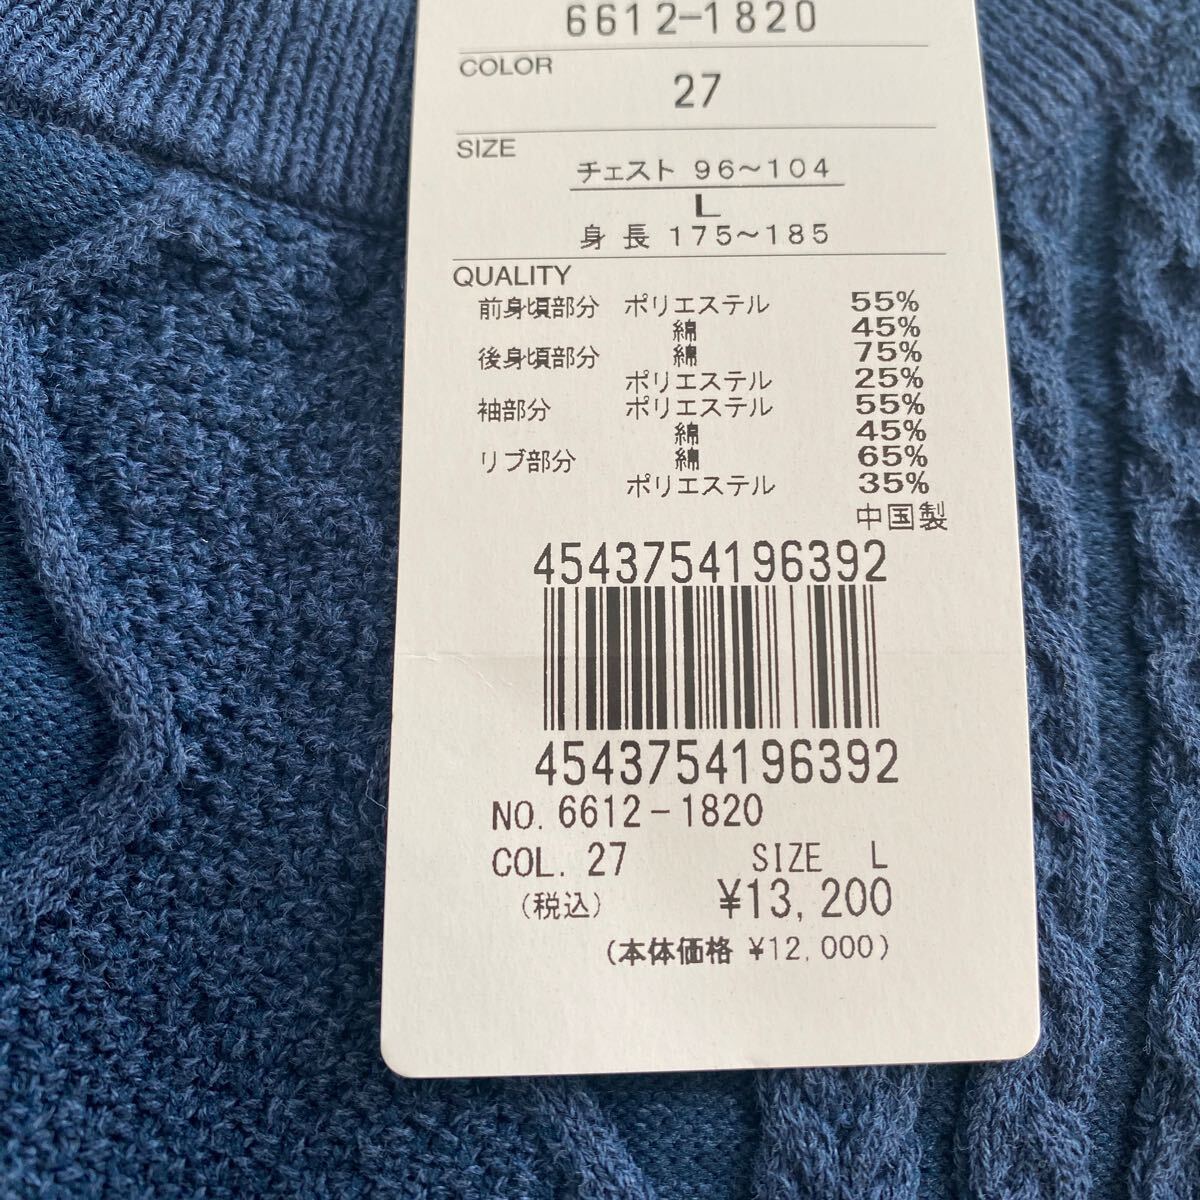 6612-1820
COLOR
27
SIZE
チェスト 96~104
L
身長 175~185
QUALITY
前身頃部分 ポリエステル 55%
綿 45%
後身頃部分 綿 75%
ポリエステル 25%
袖部分 ポリエステル 55%
綿 45%
リブ部分 綿 65%
ポリエステル 35%
中国製
4543754196392
4543754196392
NO. 6612-1820
COL. 27 SIZE L
(税込) ¥13,200
(本体価格 ¥12,000)